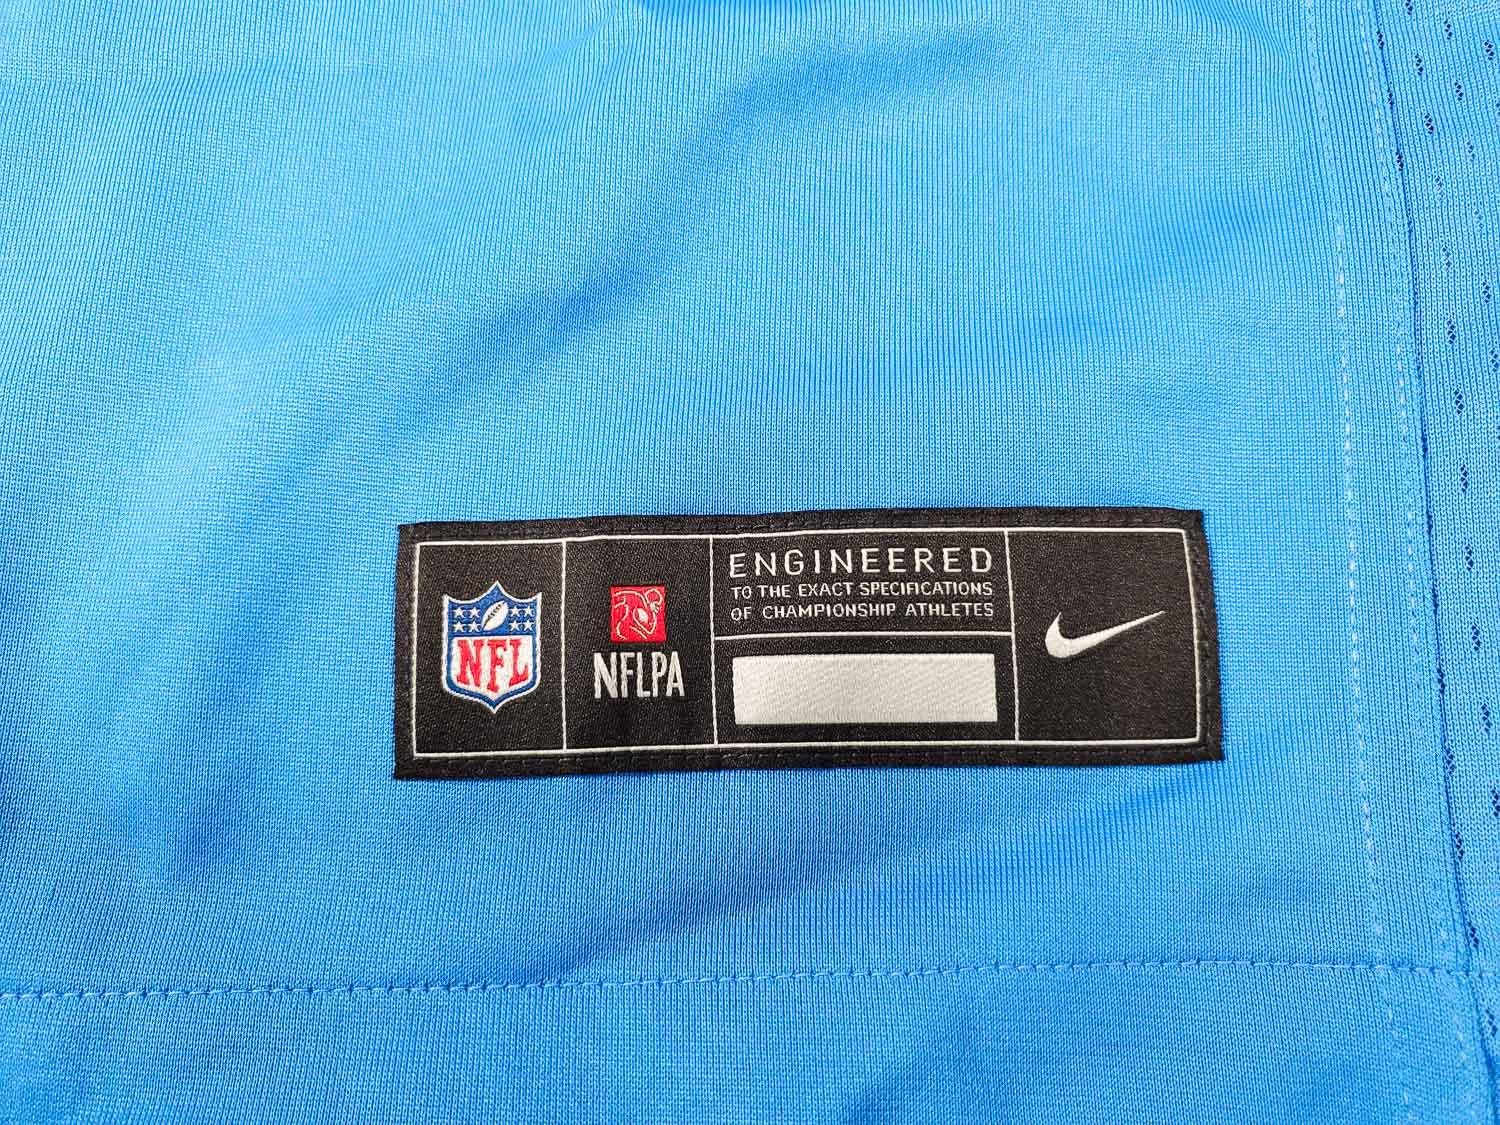 NFL
NFLPA
ENGINEERED
TO THE EXACT SPECIFICATIONS
OF CHAMPIONSHIP ATHLETES